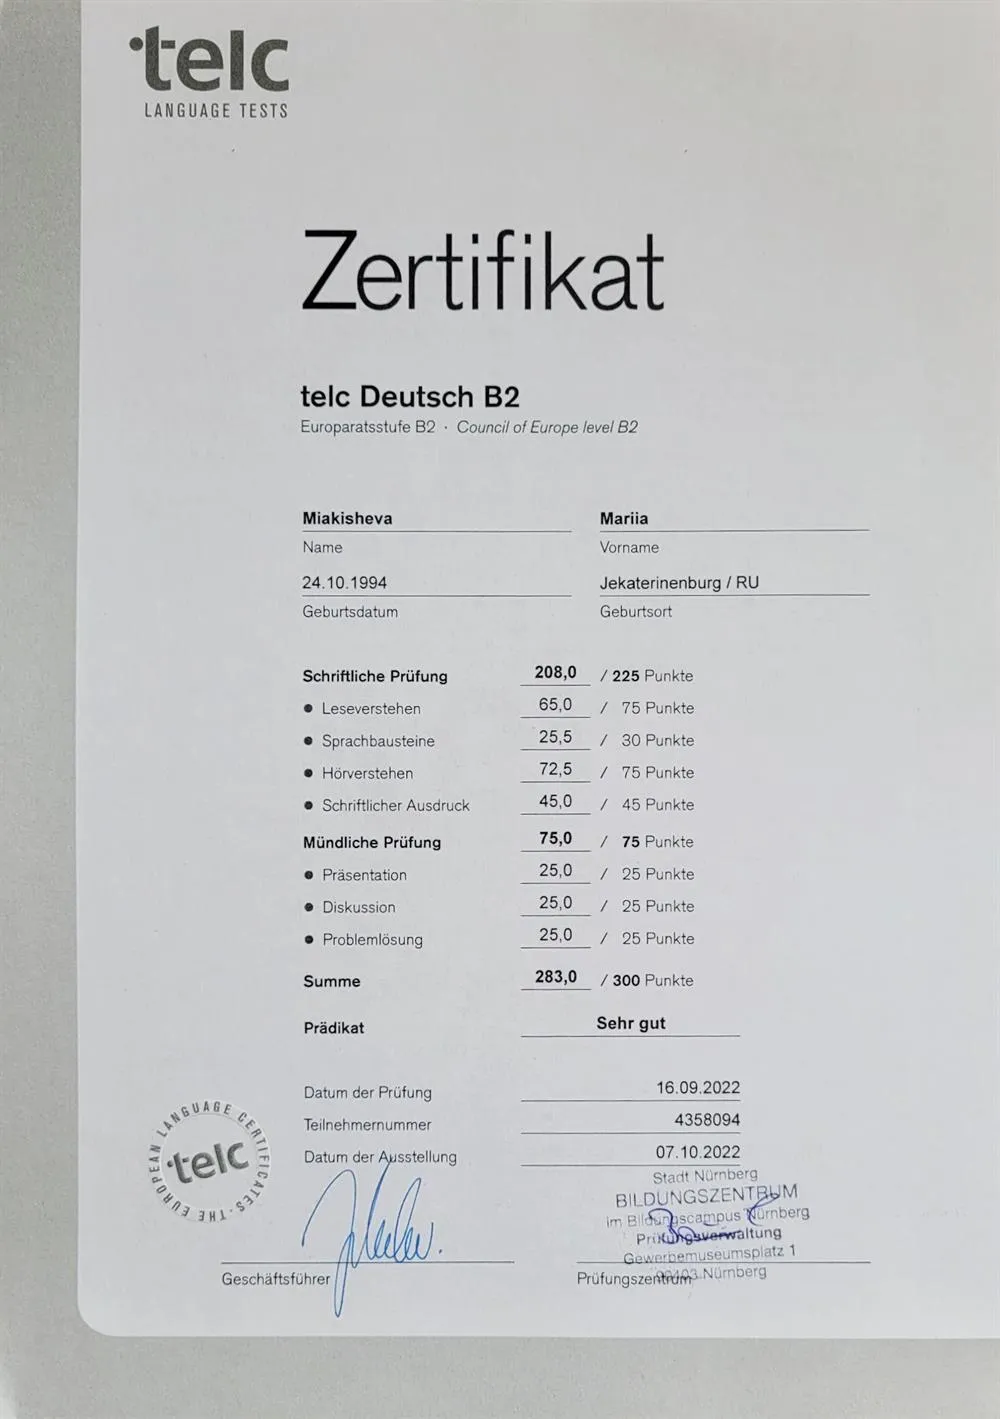 telc
LANGUAGE TESTS
Zertifikat
telc Deutsch B2
Europaratsstufe B2 · Council of Europe level B2
Miakisheva Mariia
Name Vorname
24.10.1994 Jekaterinenburg / RU
Geburtsdatum Geburtsort
Schriftliche Prüfung 208,0 / 225 Punkte
• Leseverstehen 65,0 / 75 Punkte
• Sprachbausteine 25,5 / 30 Punkte
• Hörverstehen 72,5 / 75 Punkte
• Schriftlicher Ausdruck 45,0 / 45 Punkte
Mündliche Prüfung 75,0 / 75 Punkte
• Präsentation 25,0 / 25 Punkte
• Diskussion 25,0 / 25 Punkte
• Problemlösung 25,0 / 25 Punkte
Summe 283,0 / 300 Punkte
Prädikat Sehr gut
Datum der Prüfung 16.09.2022
Teilnehmernummer 4358094
Datum der Ausstellung 07.10.2022
THE EUROPEAN LANGUAGE CERTIFICATES ·
telc
Stadt Nürnberg
BILDUNGSZENTRUM
im Bildungscampus Nürnberg
Prüfungsverwaltung
Gewerbemuseumsplatz 1
90403 Nürnberg
Geschäftsführer Prüfungszentrum